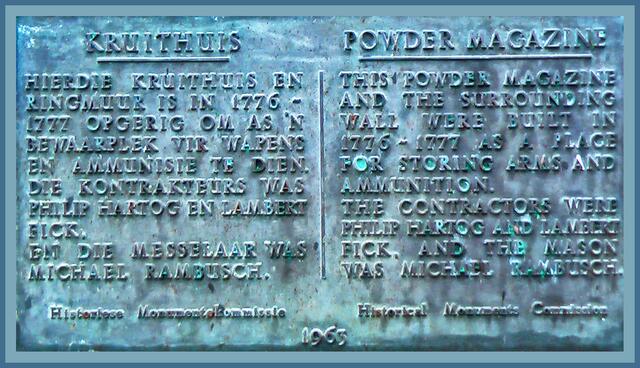 KRUITHUIS
HIERDIE KRUITHUIS EN
RINGMUUR IS IN 1776 ~
1777 OPGERIG OM AS 'N
BEWAARPLEK VIR WAPENS
EN AMMUNISIE TE DIEN.
DIE KONTRAKTEURS WAS
PHILIP HARTOG EN LAMBERT
FICK.
EN DIE MESSELAAR WAS
MICHAEL RAMBUSCH.
Historiese Monumentekommissie
POWDER MAGAZINE
THIS POWDER MAGAZINE
AND THE SURROUNDING
WALL WERE BUILT IN
1776 ~ 1777 AS A PLACE
FOR STORING ARMS AND
AMMUNITION.
THE CONTRACTORS WERE
PHILIP HARTOG AND LAMBERT
FICK. AND THE MASON
WAS MICHAEL RAMBUSCH.
Historical Monuments Commission
1965